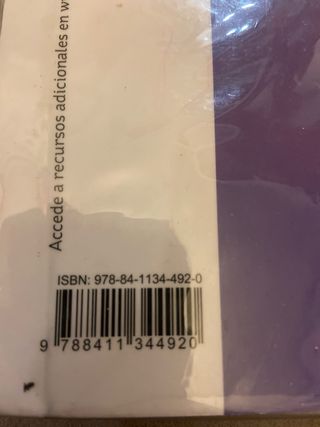 Accede a recursos adicionales en w
ISBN: 978-84-1134-492-0
9 788411 344920